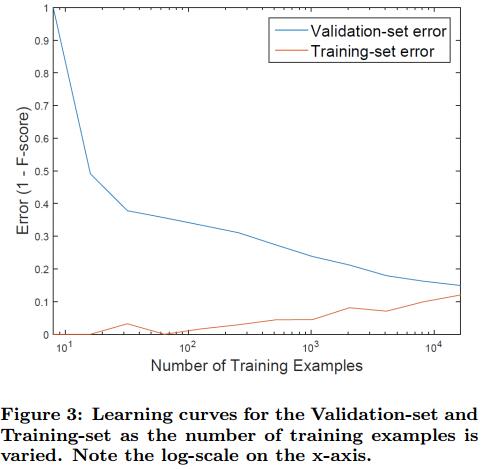 1
0.9
0.8
0.7
0.6
0.5
0.4
0.3
0.2
0.1
0
Error (1 - F-score)
Validation-set error
Training-set error
10^1
10^2
10^3
10^4
Number of Training Examples
Figure 3: Learning curves for the Validation-set and
Training-set as the number of training examples is
varied. Note the log-scale on the x-axis.